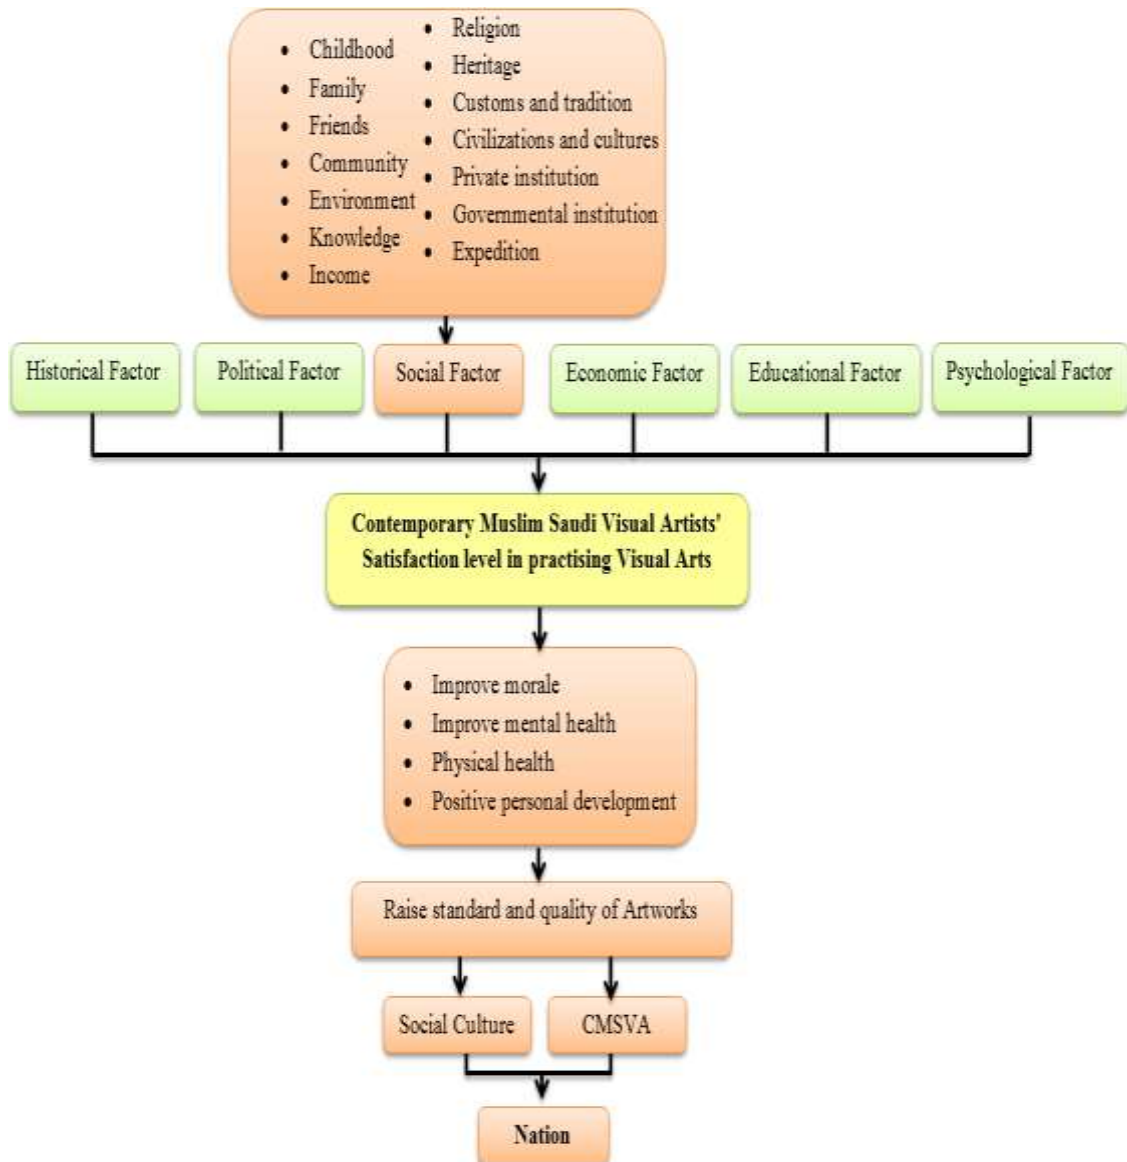 • Childhood
• Family
• Friends
• Community
• Environment
• Knowledge
• Income
• Religion
• Heritage
• Customs and tradition
• Civilizations and cultures
• Private institution
• Governmental institution
• Expedition
Historical Factor
Political Factor
Social Factor
Economic Factor
Educational Factor
Psychological Factor
Contemporary Muslim Saudi Visual Artists'
Satisfaction level in practising Visual Arts
• Improve morale
• Improve mental health
• Physical health
• Positive personal development
Raise standard and quality of Artworks
Social Culture
CMSVA
Nation